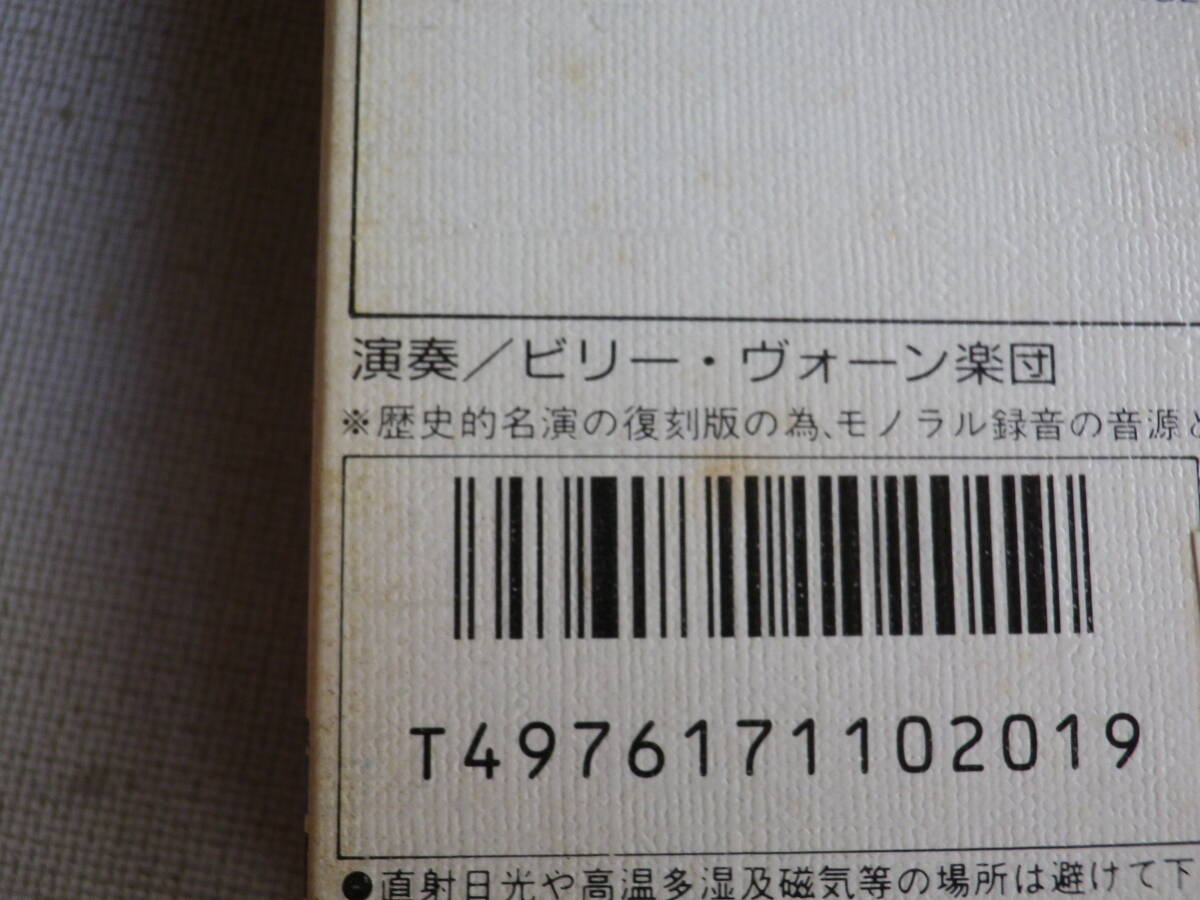 演奏／ビリー・ヴォーン楽団
※歴史的名演の復刻版の為、モノラル録音の音源と
T4976171102019
●直射日光や高温多湿及磁気等の場所は避けて下